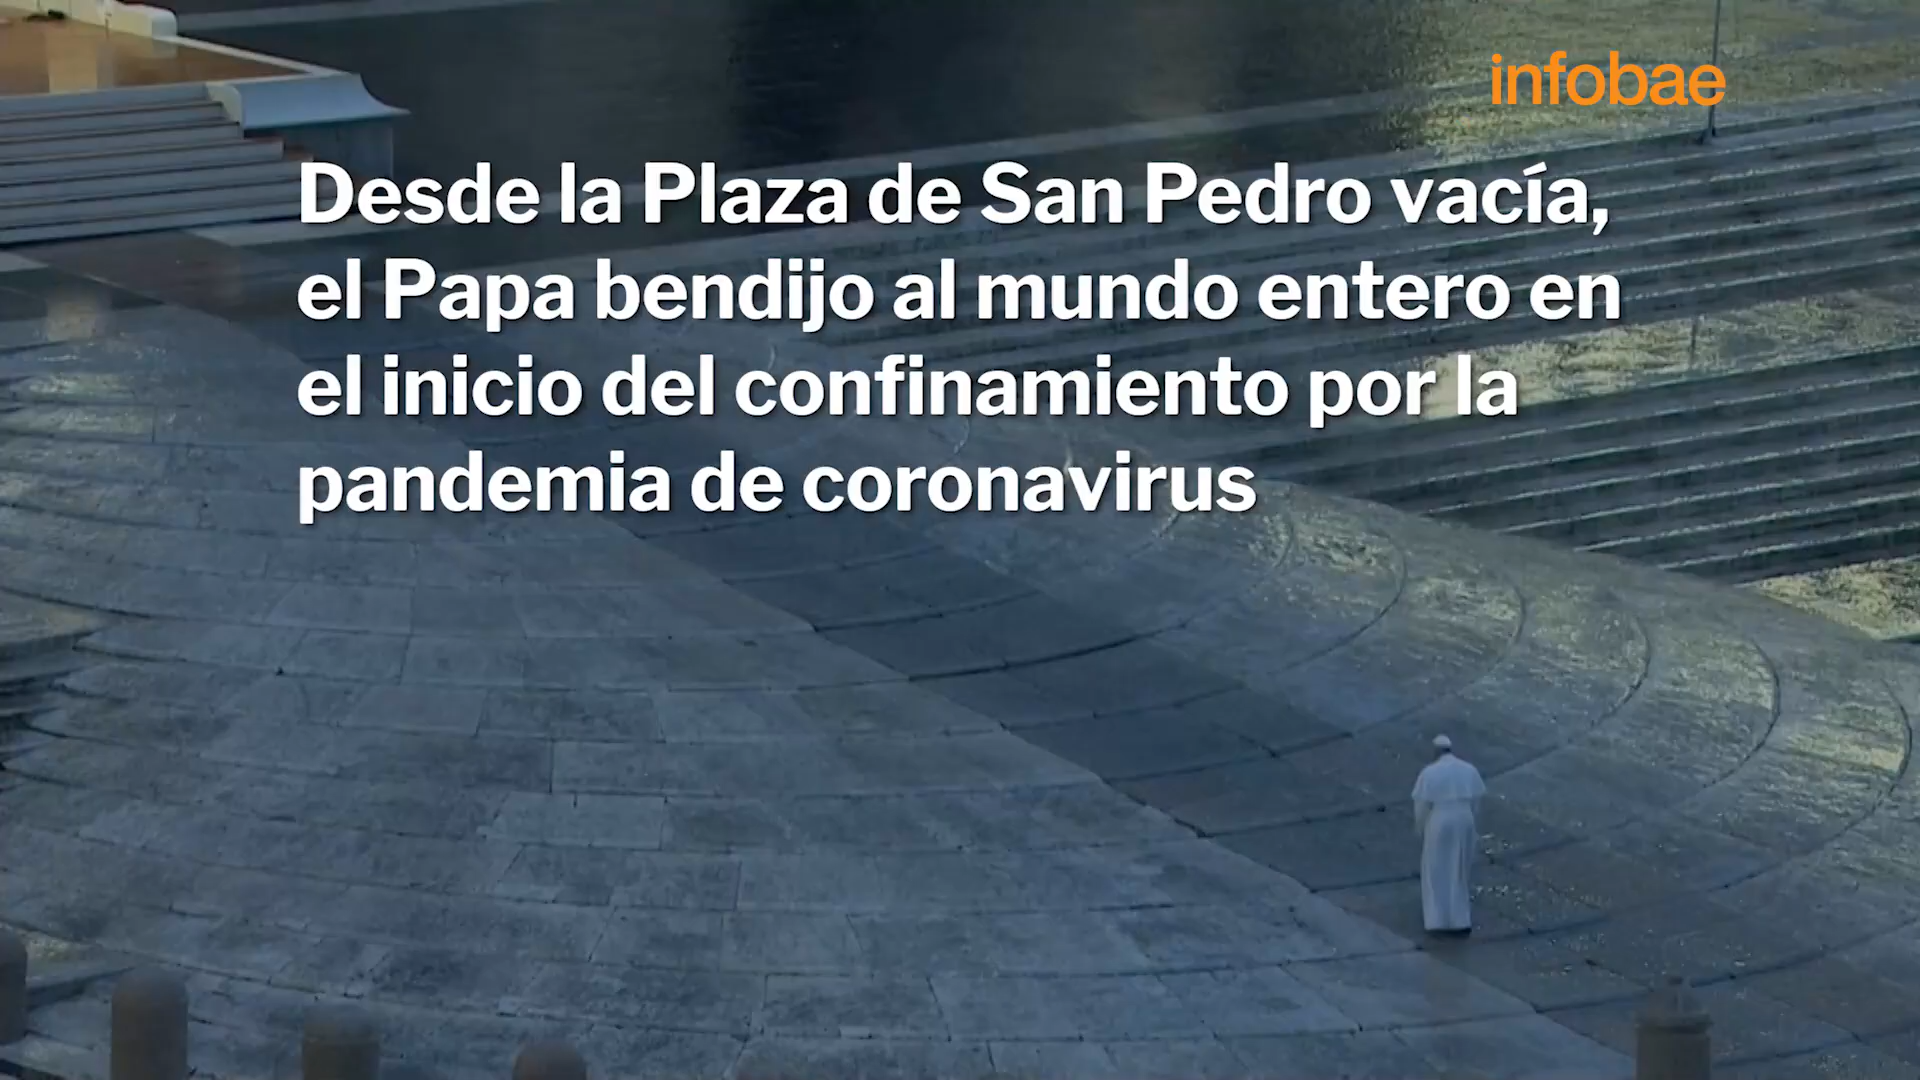 infobae
Desde la Plaza de San Pedro vacía,
el Papa bendijo al mundo entero en
el inicio del confinamiento por la
pandemia de coronavirus